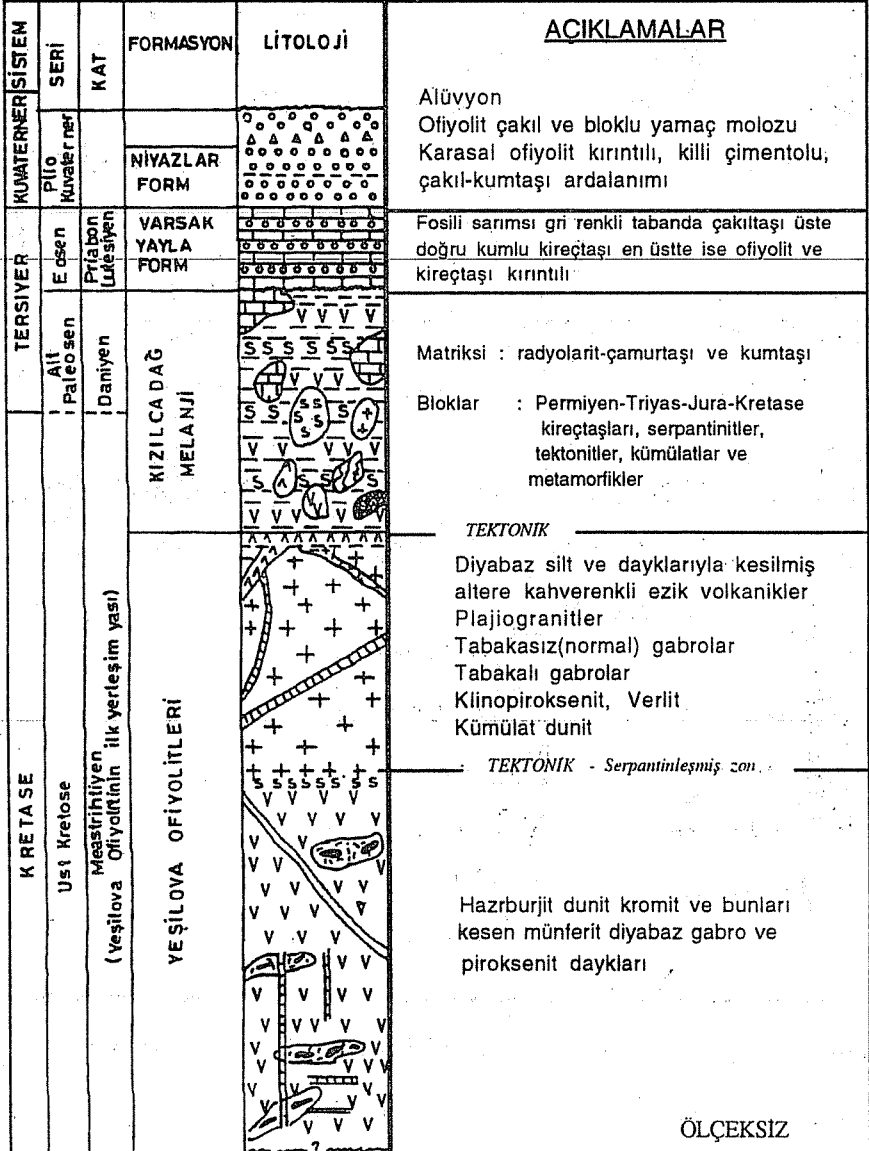 SİSTEM
SERİ
KAT
FORMASYON
LİTOLOJİ
AÇIKLAMALAR
KUVATERNER
Plio
Kuvaterner
NİYAZLAR
FORM
Alüvyon
Ofiyolit çakıl ve bloklu yamaç molozu
Karasal ofiyolit kırıntılı, killi çimentolu,
çakıl-kumtaşı ardalanımı
TERSIYER
Eosen
Priabon
Lutesiyen
VARSAK
YAYLA
FORM
Fosili sarımsı gri renkli tabanda çakıltaşı üste
doğru kumlu kireçtaşı en üstte ise ofiyolit ve
kireçtaşı kırıntılı
Alt
Paleosen
Daniyen
KIZILCADAĞ
MELANJI
Matriksi : radyolarit-çamurtaşı ve kumtaşı
Bloklar : Permiyen-Triyas-Jura-Kretase
kireçtaşları, serpantinitler,
tektonitler, kümülatlar ve
metamorfikler
TEKTONIK
KRETASE
Üst Kretose
Meastrihtiyen
(Yeşilova Ofiyolitinin ilk yerleşim yası)
YEŞİLOVA OFİYOLİTLERİ
Diyabaz silt ve dayklarıyla kesilmiş
altere kahverenkli ezik volkanikler
Plajiogranitler
Tabakasız(normal) gabrolar
Tabakalı gabrolar
Klinopiroksenit, Verlit
Kümülat dunit
TEKTONIK - Serpantinleşmiş zon
Hazrburjit dunit kromit ve bunları
kesen münferit diyabaz gabro ve
piroksenit daykları
?
ÖLÇEKSİZ